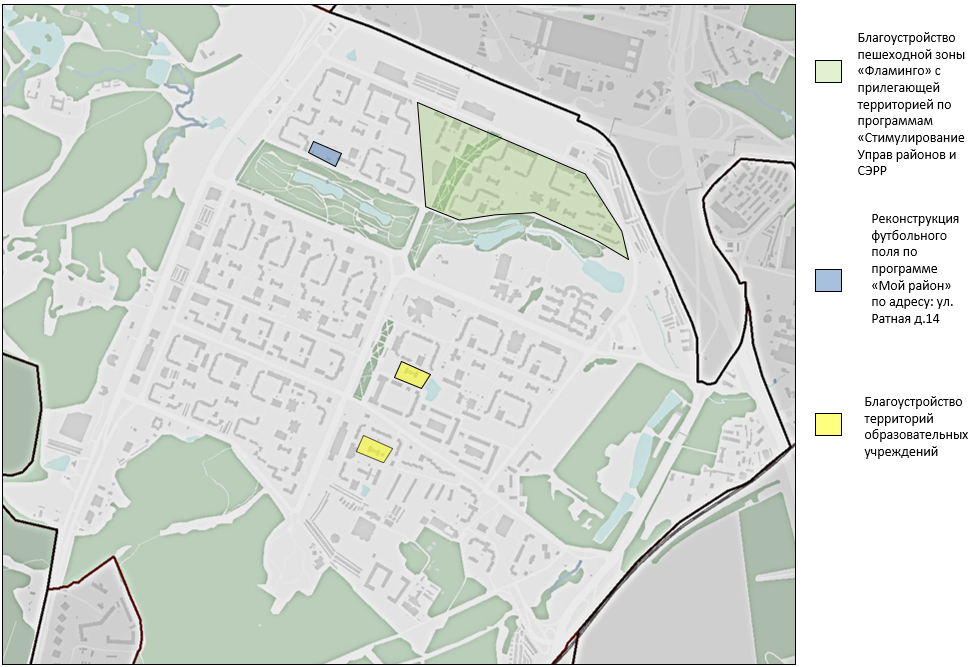 Благоустройство
пешеходной зоны
«Фламинго» с
прилегающей
территорией по
программам
«Стимулирование
Управ районов и
СЭРР
Реконструкция
футбольного
поля по
программе
«Мой район»
по адресу: ул.
Ратная д.14
Благоустройство
территорий
образовательных
учреждений